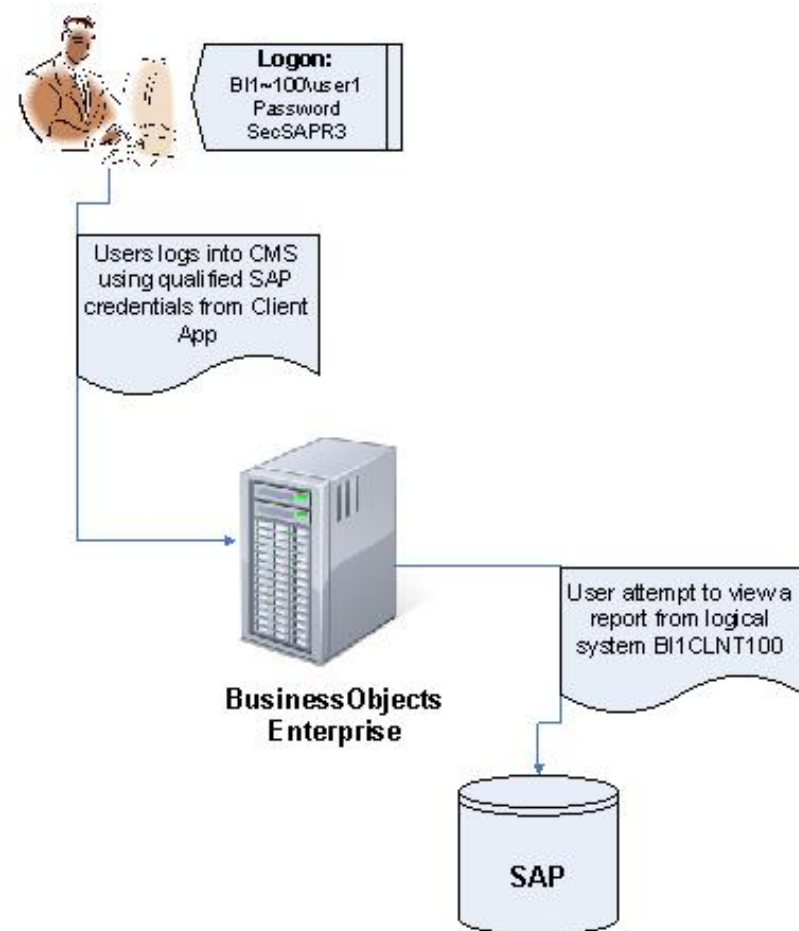 Logon:
BI1~100\user1
Password
SecSAPR3
Users logs into CMS
using qualified SAP
credentials from Client
App
BusinessObjects
Enterprise
User attempt to view a
report from logical
system BI1CLNT100
SAP